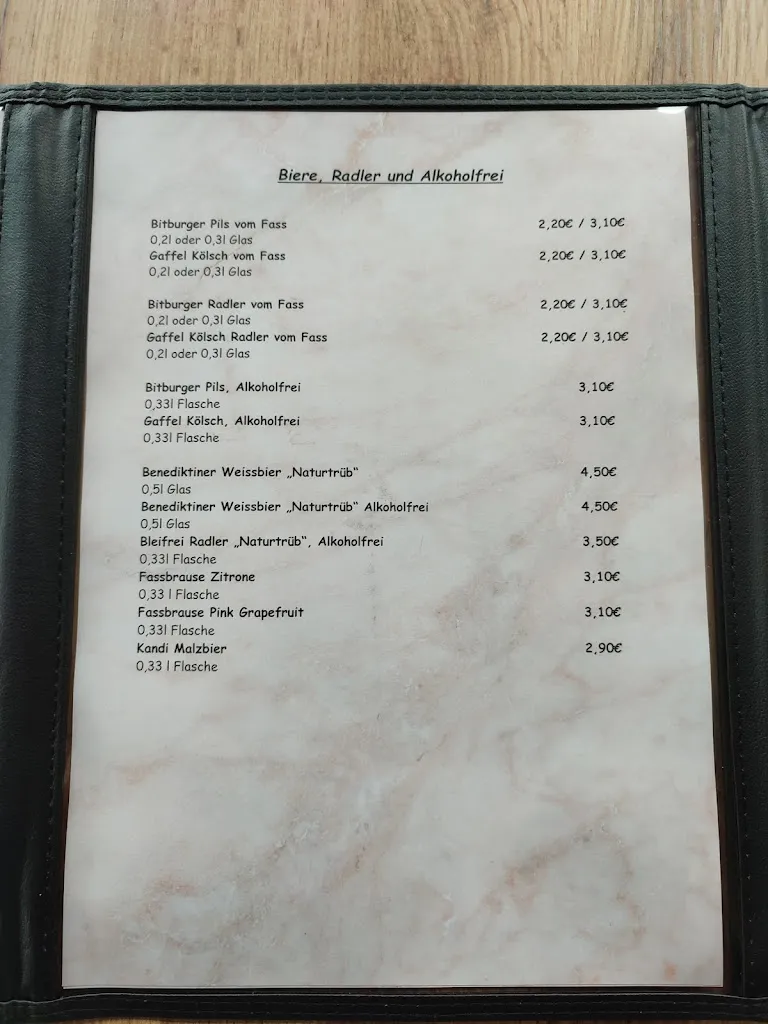 Biere, Radler und Alkoholfrei
Bitburger Pils vom Fass 2,20€ / 3,10€
0,2l oder 0,3l Glas
Gaffel Kölsch vom Fass 2,20€ / 3,10€
0,2l oder 0,3l Glas
Bitburger Radler vom Fass 2,20€ / 3,10€
0,2l oder 0,3l Glas
Gaffel Kölsch Radler vom Fass 2,20€ / 3,10€
0,2l oder 0,3l Glas
Bitburger Pils, Alkoholfrei 3,10€
0,33l Flasche
Gaffel Kölsch, Alkoholfrei 3,10€
0,33l Flasche
Benediktiner Weissbier „Naturtrüb“ 4,50€
0,5l Glas
Benediktiner Weissbier „Naturtrüb“ Alkoholfrei 4,50€
0,5l Glas
Bleifrei Radler „Naturtrüb“, Alkoholfrei 3,50€
0,33l Flasche
Fassbrause Zitrone 3,10€
0,33 l Flasche
Fassbrause Pink Grapefruit 3,10€
0,33l Flasche
Kandi Malzbier 2,90€
0,33 l Flasche